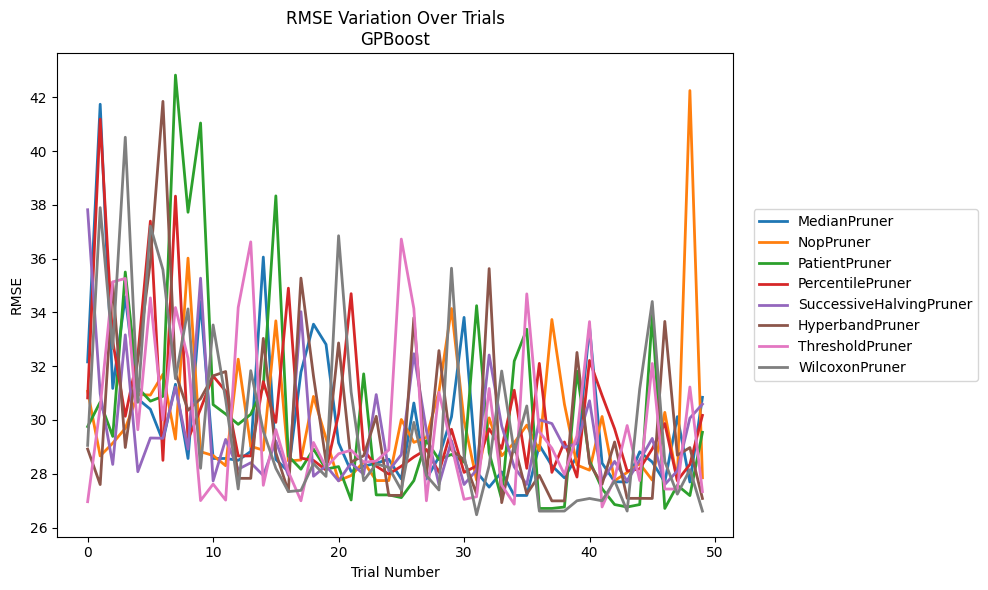 RMSE Variation Over Trials
GPBoost
42
40
38
36
34
32
30
28
26
RMSE
0
10
20
30
40
50
Trial Number
MedianPruner
NopPruner
PatientPruner
PercentilePruner
SuccessiveHalvingPruner
HyperbandPruner
ThresholdPruner
WilcoxonPruner